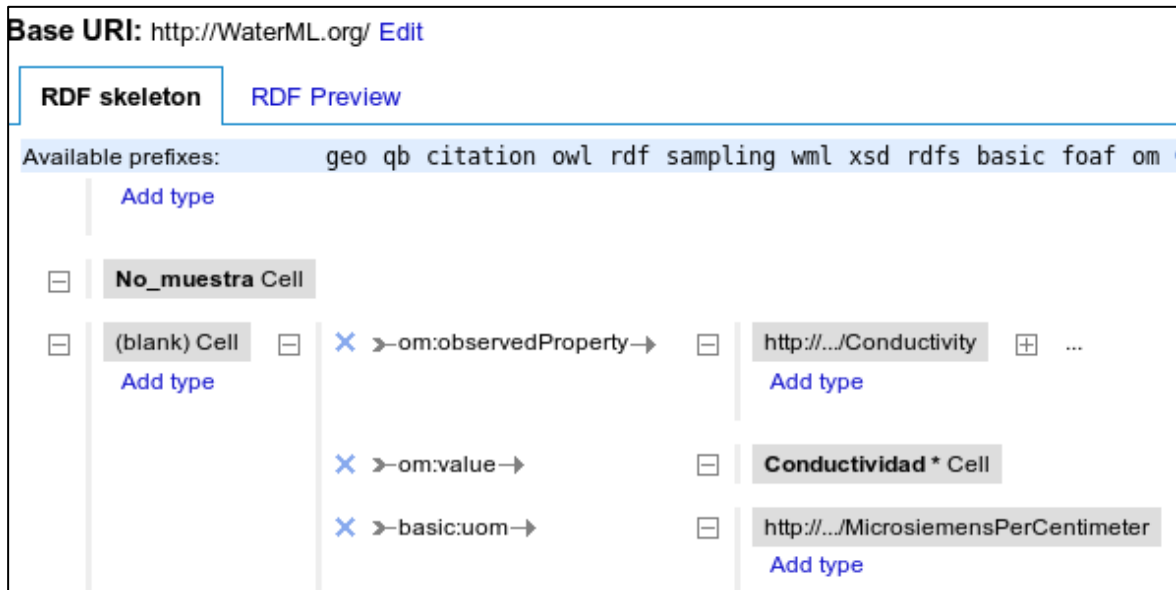 Base URI: http://WaterML.org/ Edit
RDF skeleton RDF Preview
Available prefixes: geo qb citation owl rdf sampling wml xsd rdfs basic foaf om
Add type
No_muestra Cell
(blank) Cell om:observedProperty http://.../Conductivity ...
Add type Add type
om:value Conductividad * Cell
basic:uom http://.../MicrosiemensPerCentimeter
Add type